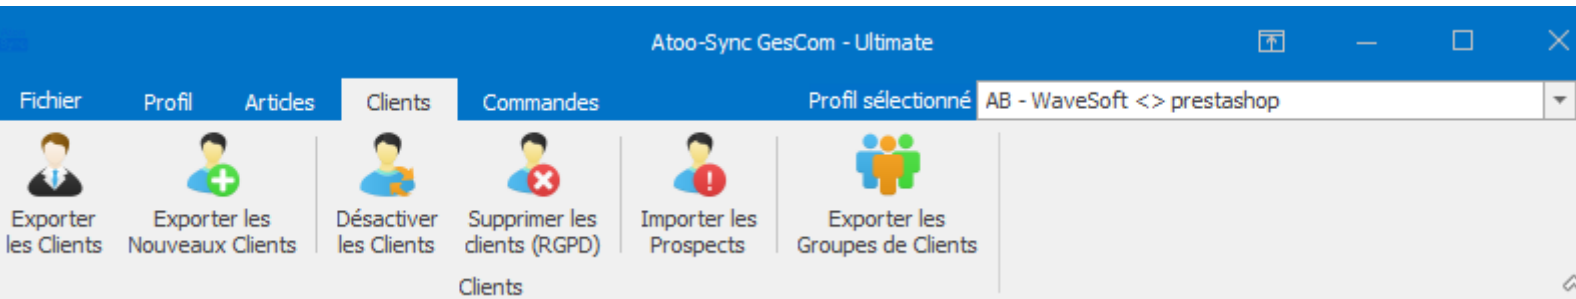 Atoo-Sync GesCom - Ultimate
Fichier Profil Articles Clients Commandes Profil sélectionné AB - WaveSoft <> prestashop
Exporter
les Clients
Exporter les
Nouveaux Clients
Désactiver
les Clients
Supprimer les
clients (RGPD)
Importer les
Prospects
Exporter les
Groupes de Clients
Clients